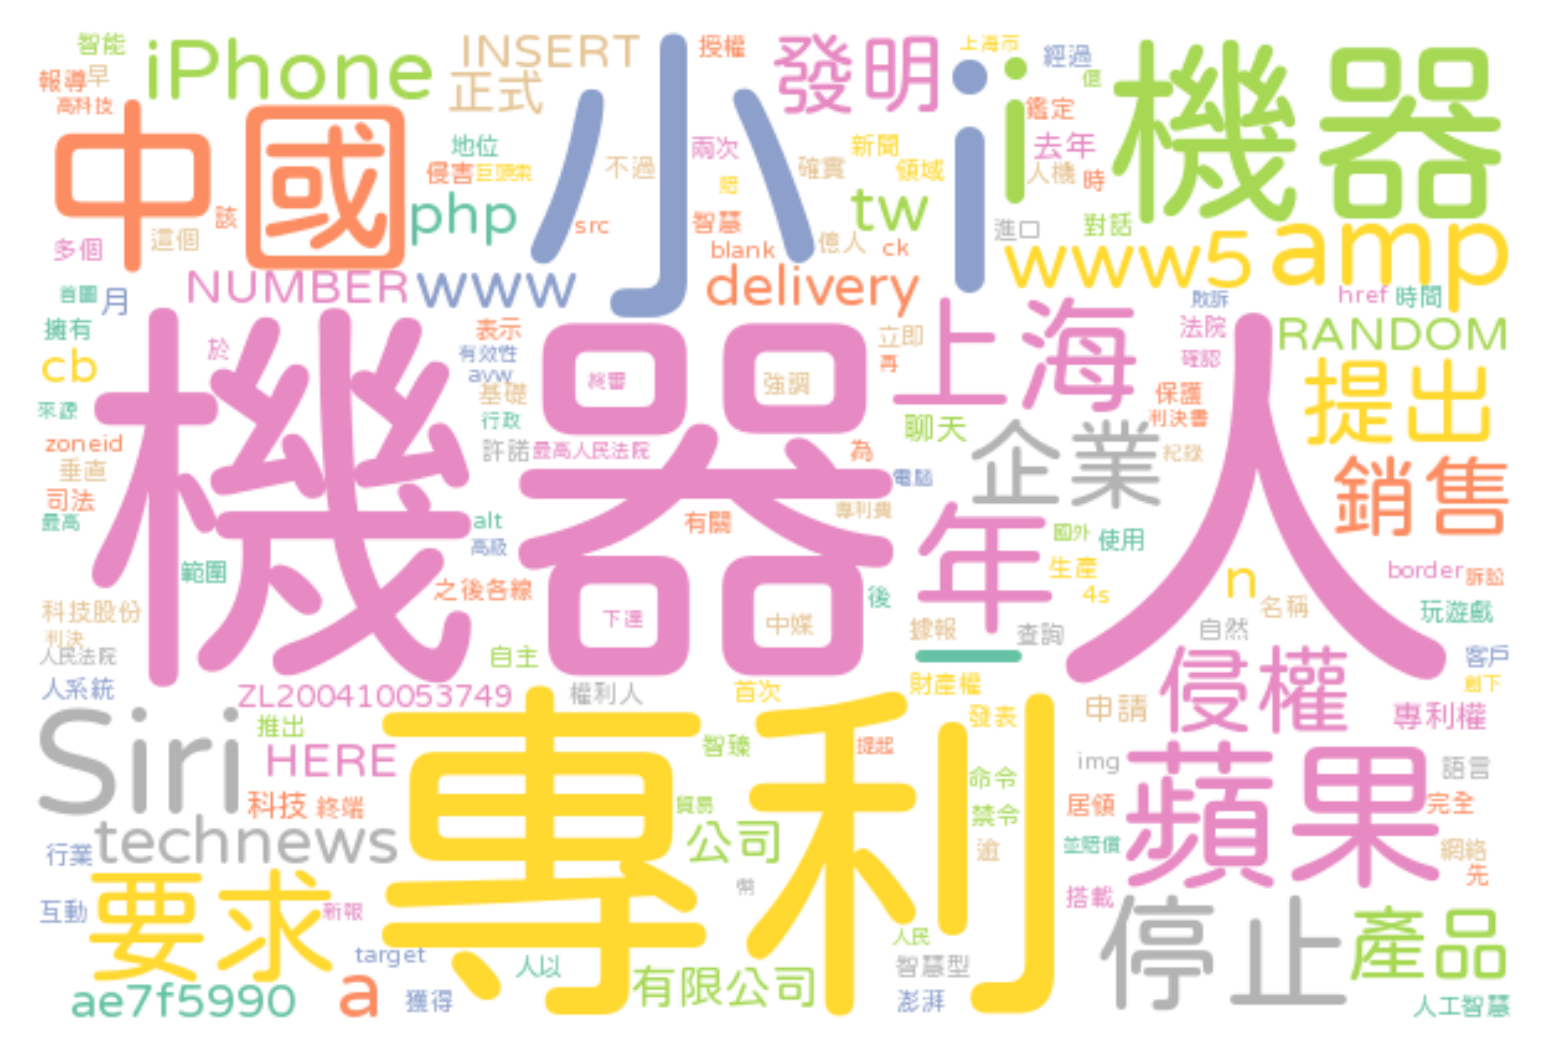 智能
iPhone
INSERT
授權
發明
上海市
經過
機器
報導
早
正式
小i
i
高科技
鑑定
中國
地位
兩次
新聞
去年
侵害
巨頭索
不過
確實
領域
人機
時
php
賠
tw
該
src
智慧
進口
對話
多個
這個
blank
億人
ck
www5
amp
NUMBER
www
delivery
首圖
月
敗訴
href
時間
擁有
表示
立即
上海
法院
RANDOM
於
有效性
再
確認
cb
avw
終審
強調
提出
基礎
保護
來源
行政
聊天
企業
判決書
zoneid
許諾
最高人民法院
為
紀錄
垂直
電腦
銷售
司法
機器人
專利費
最高
alt
有關
年
國外
使用
高級
範圍
生產
border
訴訟
之後各線
後
4s
n
名稱
玩遊戲
科技股份
下達
中媒
據報
查詢
自然
判決
人民法院
自主
一
侵權
客戶
人系統
ZL200410053749
權利人
首次
財產權
創下
申請
專利權
Siri
推出
專利
發表
智臻
提起
HERE
img
蘋果
語言
命令
科技
終端
貿易
居領
完全
technews
公司
禁令
行業
逾
並賠償
網絡
先
要求
幣
搭載
互動
新報
停止
產品
人民
target
人以
智慧型
ae7f5990
a
獲得
有限公司
澎湃
人工智慧